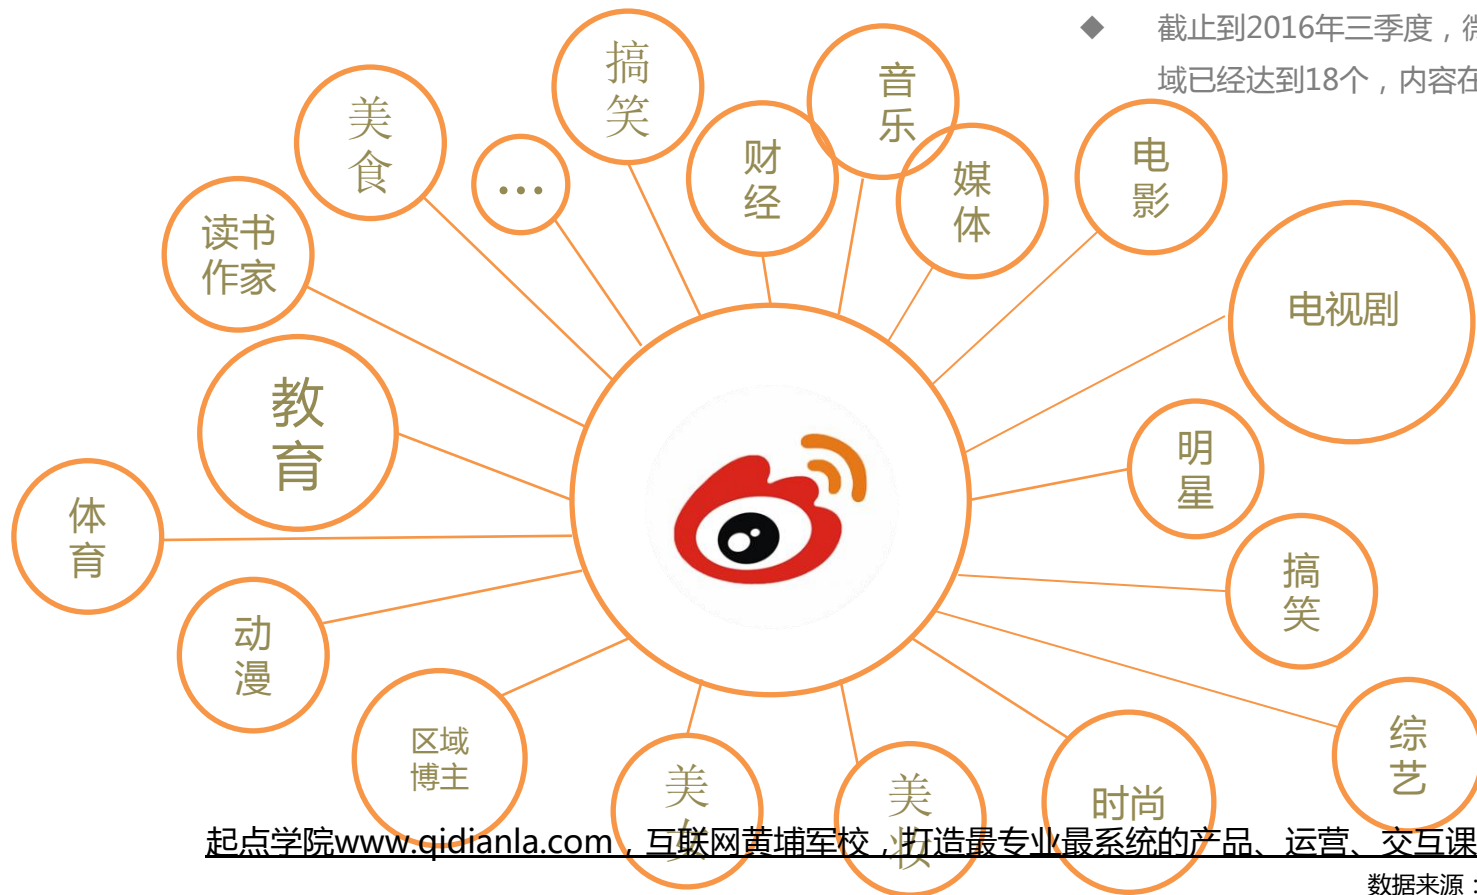 截止到2016年三季度，微
域已经达到18个，内容在
搞
笑
音
乐
美
食
…
财
经
媒
体
电
影
读书
作家
电视剧
教
育
明
星
体
育
搞
笑
动
漫
区域
博主
美
女
美
妆
时尚
综
艺
起点学院www.qidianla.com，互联网黄埔军校，打造最专业最系统的产品、运营、交互课
数据来源：